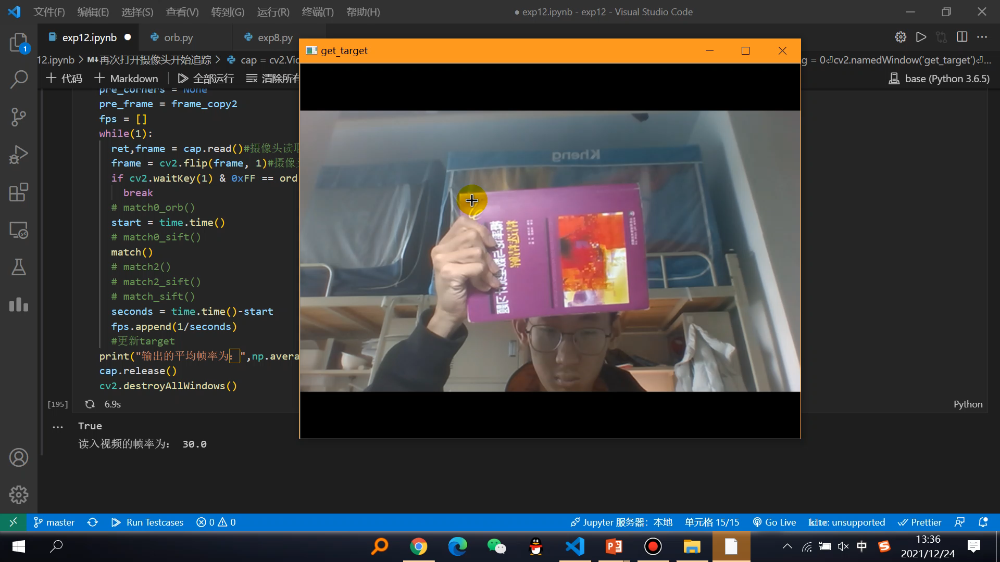 文件(F) 编辑(E) 选择(S) 查看(V) 转到(G) 运行(R) 终端(T) 帮助(H)
● exp12.ipynb - exp12 - Visual Studio Code
exp12.ipynb ● orb.py exp8.py
12.ipynb > M↓再次打开摄像头开始追踪 > cap = cv2.Vid
g = 0⏎cv2.namedWindow('get_target')⏎...
+ 代码 + Markdown 全部运行 清除所有
base (Python 3.6.5)
get_target
1
pre_corners = None
pre_frame = frame_copy2
fps = []
while(1):
ret,frame = cap.read()#摄像头读取
frame = cv2.flip(frame, 1)#摄像头
if cv2.waitKey(1) & 0xFF == ord
break
# match0_orb()
start = time.time()
# match0_sift()
match()
# match2()
# match2_sift()
# match_sift()
seconds = time.time()-start
fps.append(1/seconds)
#更新target
print("输出的平均帧率为:",np.avera
cap.release()
cv2.destroyAllWindows()
Kheng
[195] 6.9s
Python
... True
读入视频的帧率为: 30.0
master Run Testcases 0 0
Jupyter 服务器: 本地 单元格 15/15 Go Live kite: unsupported Prettier
中
13:36
2021/12/24